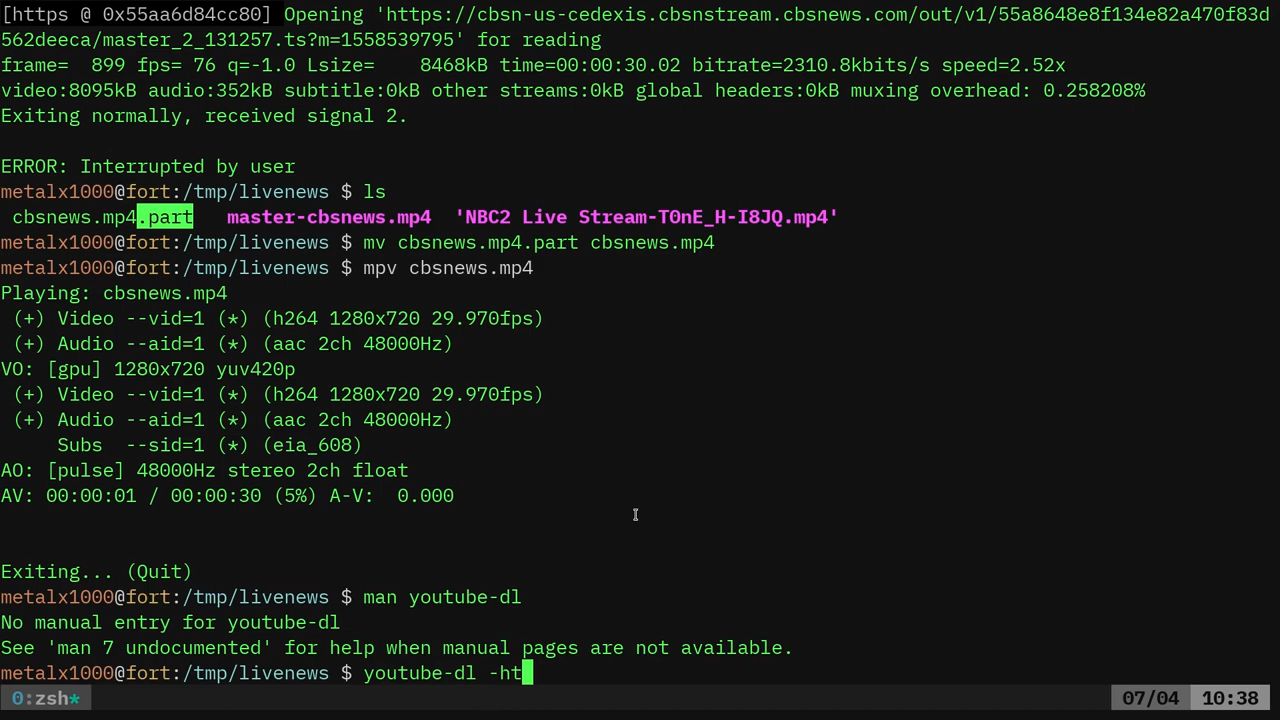 [https @ 0x55aa6d84cc80] Opening 'https://cbsn-us-cedexis.cbsnstream.cbsnews.com/out/v1/55a8648e8f134e82a470f83d
562deeca/master_2_131257.ts?m=1558539795' for reading
frame=  899 fps= 76 q=-1.0 Lsize=    8468kB time=00:00:30.02 bitrate=2310.8kbits/s speed=2.52x
video:8095kB audio:352kB subtitle:0kB other streams:0kB global headers:0kB muxing overhead: 0.258208%
Exiting normally, received signal 2.
ERROR: Interrupted by user
metalx1000@fort:/tmp/livenews $ ls
cbsnews.mp4.part   master-cbsnews.mp4  'NBC2 Live Stream-T0nE_H-I8JQ.mp4'
metalx1000@fort:/tmp/livenews $ mv cbsnews.mp4.part cbsnews.mp4
metalx1000@fort:/tmp/livenews $ mpv cbsnews.mp4
Playing: cbsnews.mp4
(+) Video --vid=1 (*) (h264 1280x720 29.970fps)
(+) Audio --aid=1 (*) (aac 2ch 48000Hz)
VO: [gpu] 1280x720 yuv420p
(+) Video --vid=1 (*) (h264 1280x720 29.970fps)
(+) Audio --aid=1 (*) (aac 2ch 48000Hz)
Subs  --sid=1 (*) (eia_608)
AO: [pulse] 48000Hz stereo 2ch float
AV: 00:00:01 / 00:00:30 (5%) A-V:  0.000
Exiting... (Quit)
metalx1000@fort:/tmp/livenews $ man youtube-dl
No manual entry for youtube-dl
See 'man 7 undocumented' for help when manual pages are not available.
metalx1000@fort:/tmp/livenews $ youtube-dl -ht
0:zsh* 07/04 10:38